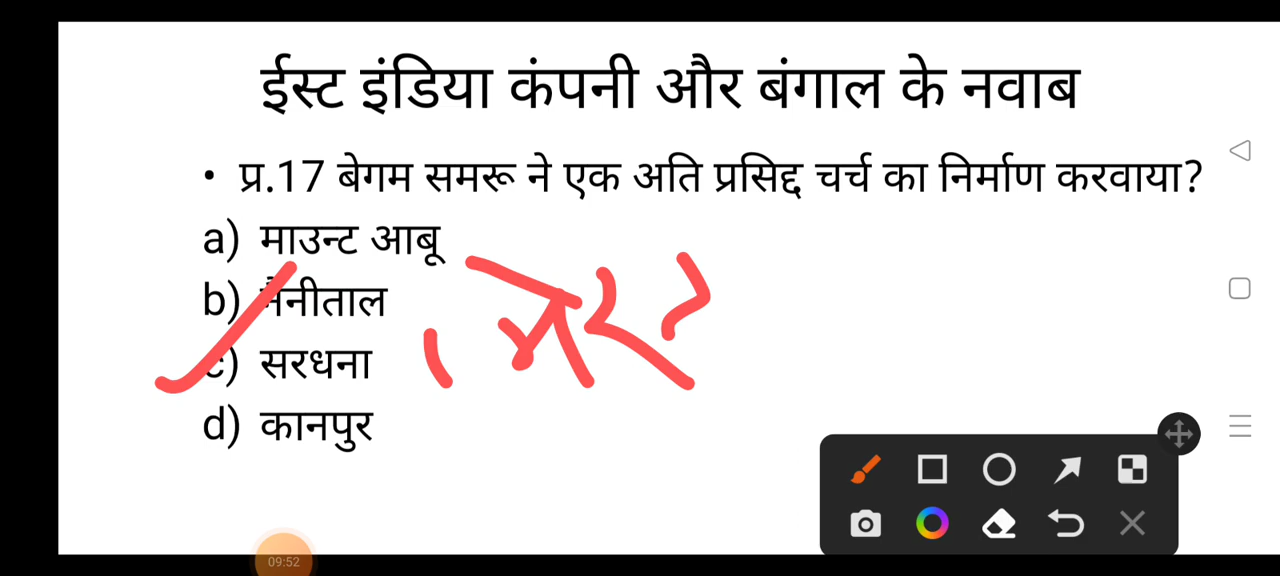 ईस्ट इंडिया कंपनी और बंगाल के नवाब
• प्र.17 बेगम समरू ने एक अति प्रसिद्द चर्च का निर्माण करवाया?
a) माउन्ट आबू
b) नैनीताल
c) सरधना
d) कानपुर
09:52